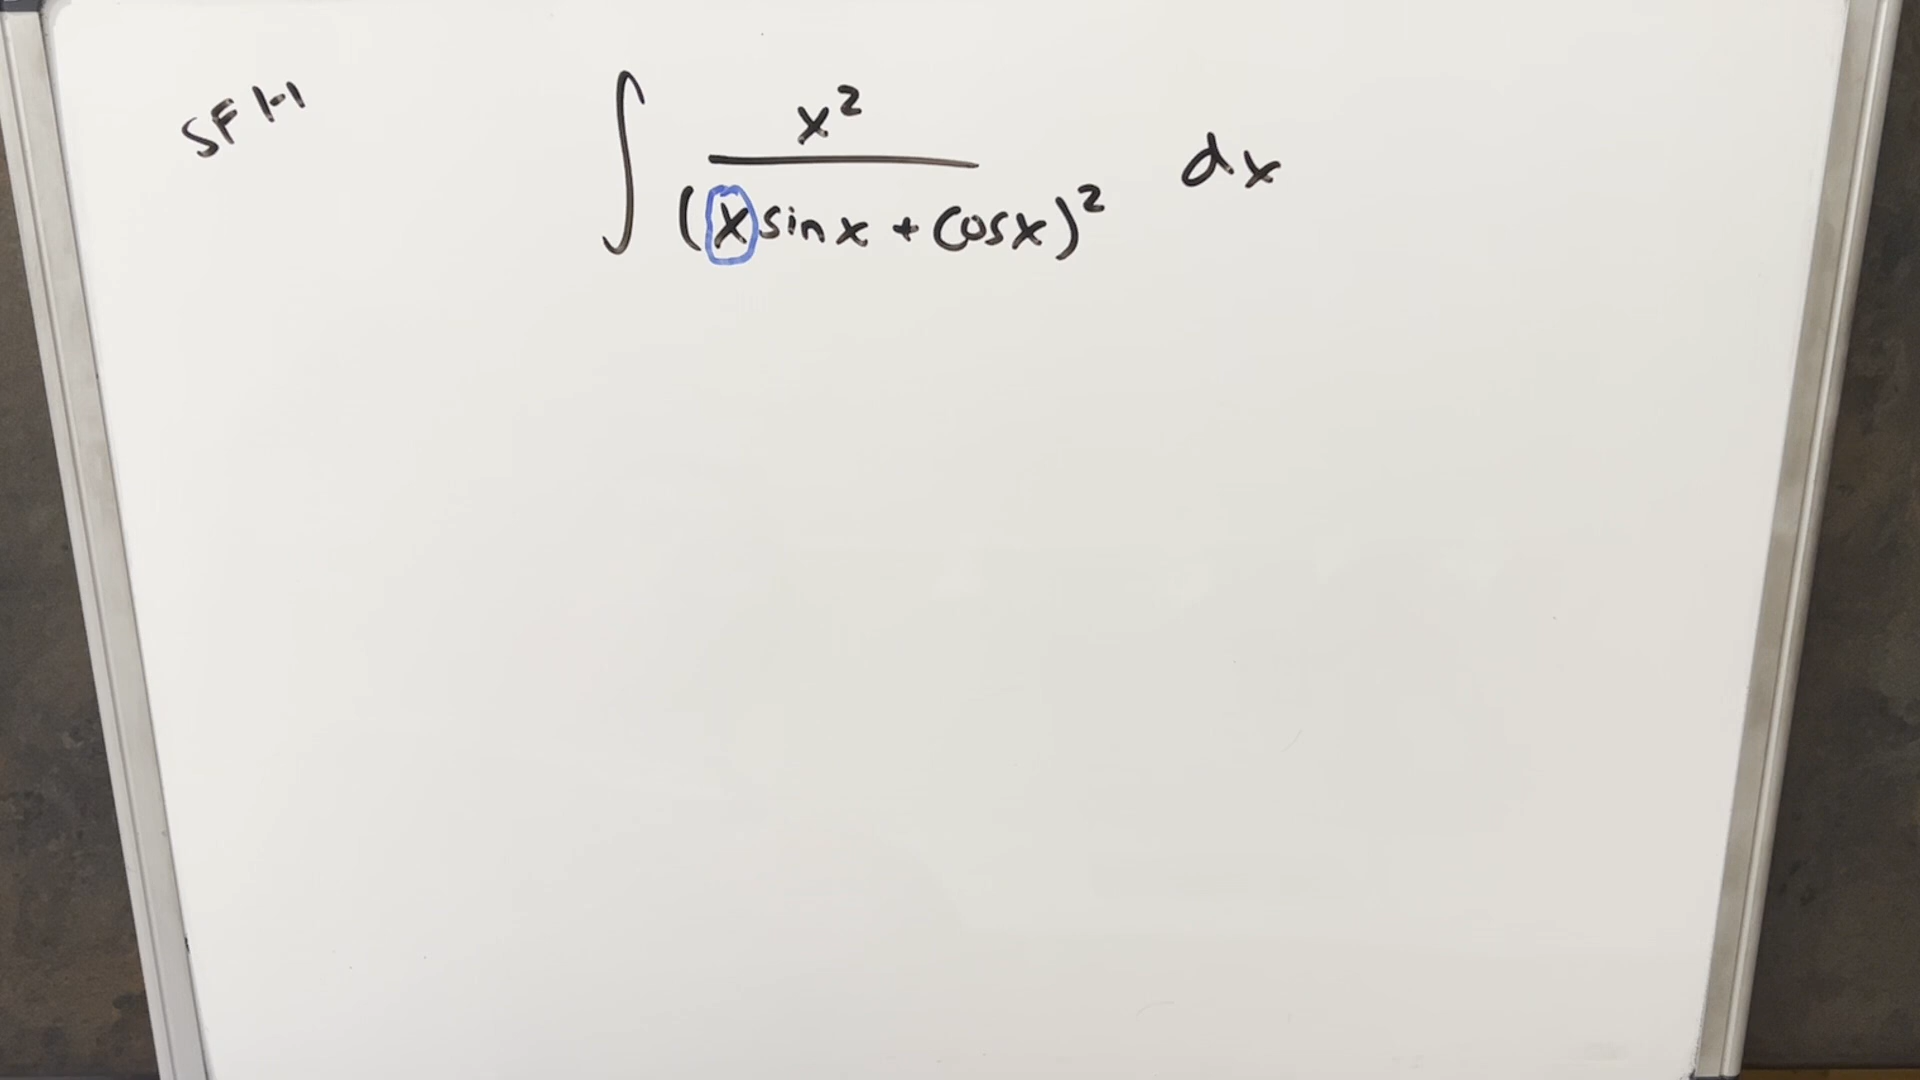 SF 1-1
∫ x² / (x sin x + cos x)² dx